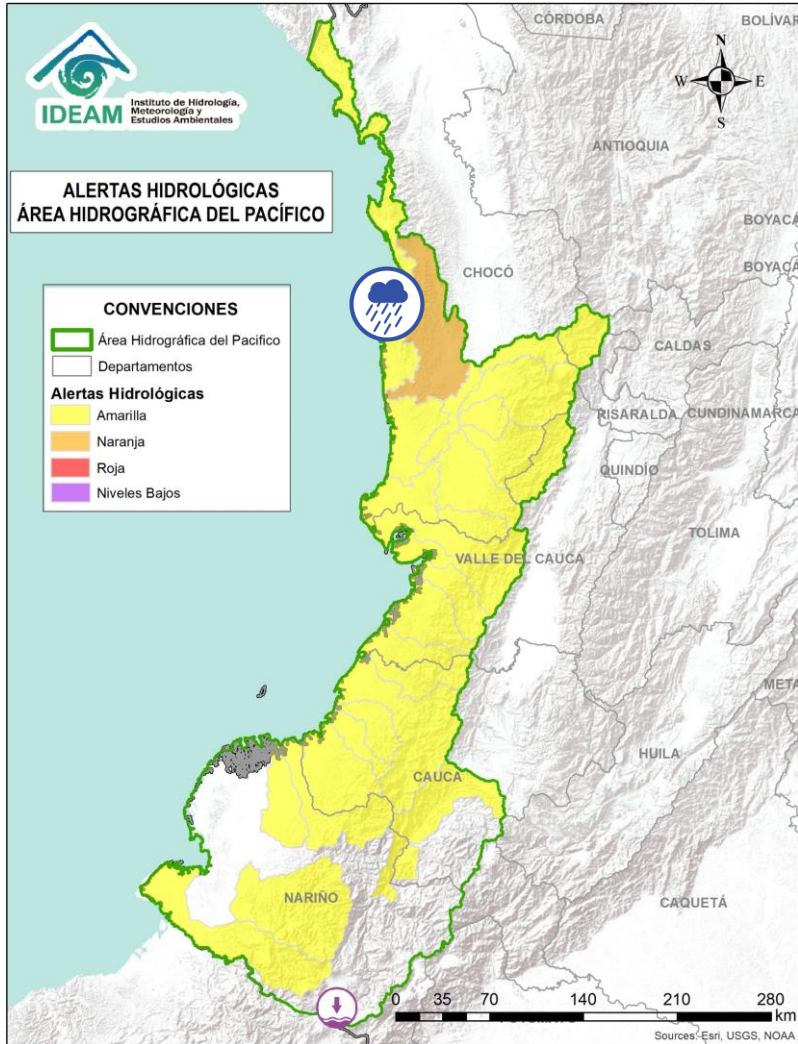 CÓRDOBA
BOLÍVAR
IDEAM
Instituto de Hidrología,
Meteorología y
Estudios Ambientales
N
W
E
S
ANTIOQUIA
ALERTAS HIDROLÓGICAS
ÁREA HIDROGRÁFICA DEL PACÍFICO
BOYACÁ
CHOCÓ
BOYACÁ
CONVENCIONES
Área Hidrográfica del Pacífico
Departamentos
Alertas Hidrológicas
Amarilla
Naranja
Roja
Niveles Bajos
CALDAS
RISARALDA
CUNDINAMARCA
QUINDÍO
TOLIMA
VALLE DEL CAUCA
META
HUILA
CAUCA
NARIÑO
CAQUETÁ
0 35 70 140 210 280
km
Sources: Esri, USGS, NOAA